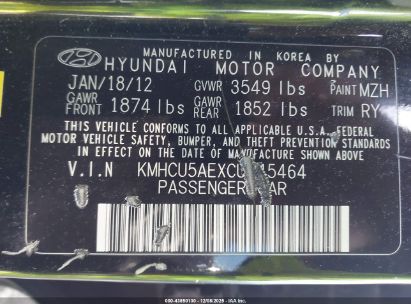 MANUFACTURED IN KOREA BY
HYUNDAI MOTOR COMPANY
JAN/18/12 GVWR 3549 lbs PAINT MZH
GAWR FRONT 1874 lbs GAWR REAR 1852 lbs TRIM RY
THIS VEHICLE CONFORMS TO ALL APPLICABLE U.S.A. FEDERAL
MOTOR VEHICLE SAFETY, BUMPER, AND THEFT PREVENTION STANDARDS
IN EFFECT ON THE DATE OF MANUFACTURE SHOWN ABOVE.
V.I.N
PASSENGER CAR